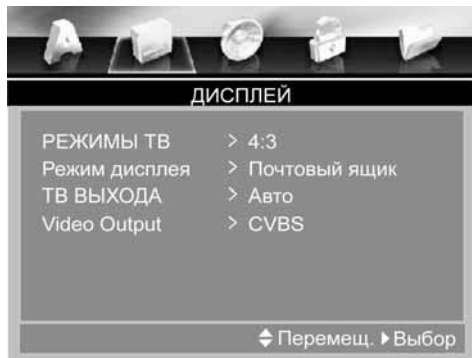 A
ДИСПЛЕЙ
РЕЖИМЫ ТВ > 4:3
Режим дисплея > Почтовый ящик
ТВ ВЫХОДА > Авто
Video Output > CVBS
Перемещ. Выбор